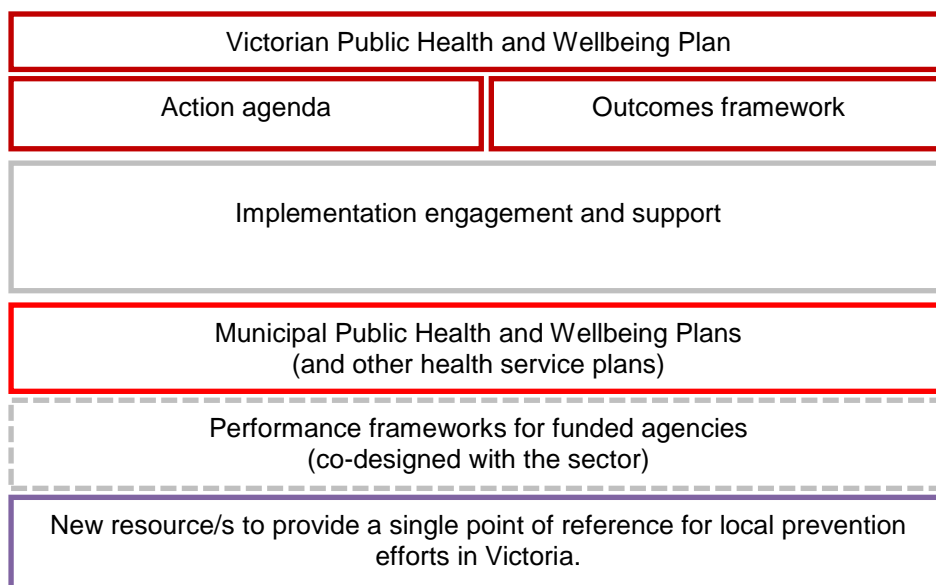 Victorian Public Health and Wellbeing Plan
Action agenda
Outcomes framework
Implementation engagement and support
Municipal Public Health and Wellbeing Plans
(and other health service plans)
Performance frameworks for funded agencies
(co-designed with the sector)
New resource/s to provide a single point of reference for local prevention
efforts in Victoria.